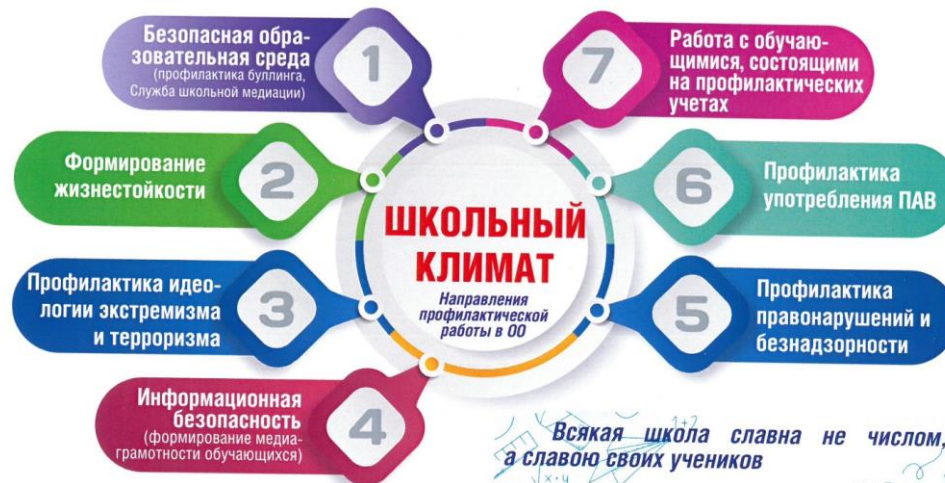 Безопасная обра-
зовательная среда
(профилактика буллинга,
Служба школьной медиации)
1
Формирование
жизнестойкости
2
Профилактика идео-
логии экстремизма
и терроризма
3
Информационная
безопасность
(формирование медиа-
грамотности обучающихся)
4
ШКОЛЬНЫЙ
КЛИМАТ
Направления
профилактической
работы в ОО
5
Профилактика
правонарушений и
безнадзорности
6
Профилактика
употребления ПАВ
7
Работа с обучаю-
щимися, состоящими
на профилактических
учетах
1+2
Всякая школа славна не числом,
а славою своих учеников
x·y